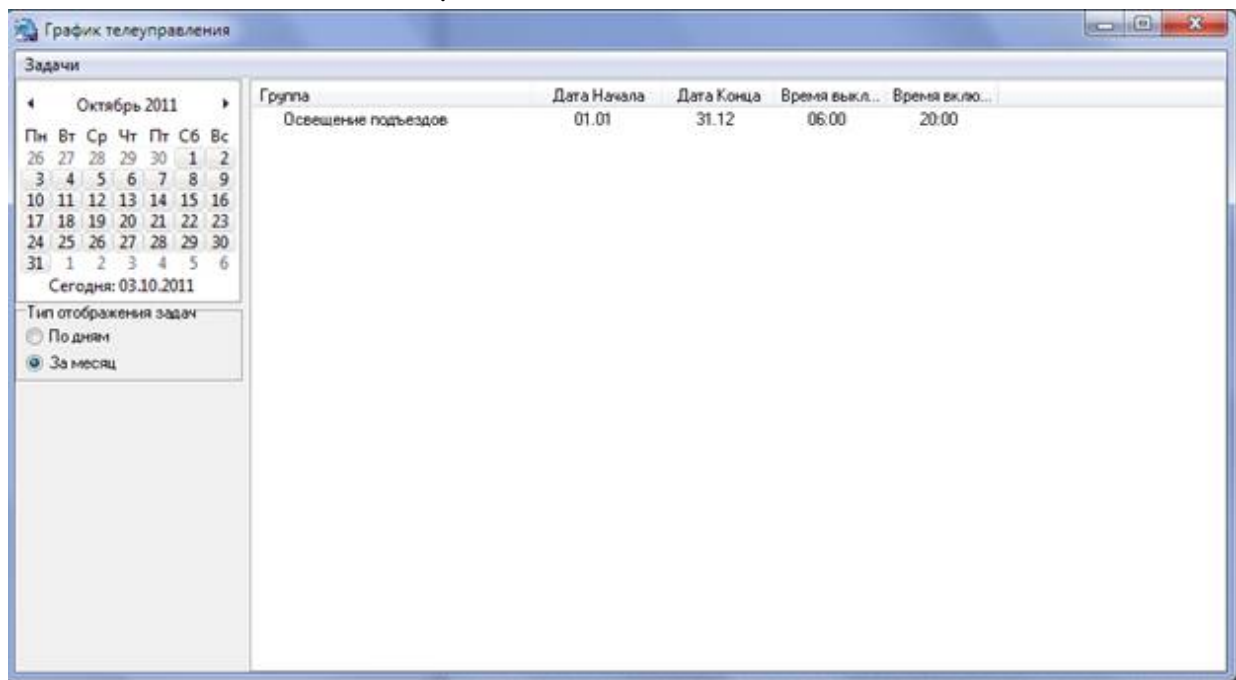 График телеуправления
Задачи
Октябрь 2011
Пн Вт Ср Чт Пт Сб Вс
26 27 28 29 30 1 2
3 4 5 6 7 8 9
10 11 12 13 14 15 16
17 18 19 20 21 22 23
24 25 26 27 28 29 30
31 1 2 3 4 5 6
Сегодня: 03.10.2011
Тип отображения задач
По дням
За месяц
Группа Дата Начала Дата Конца Время выкл... Время вклю...
Освещение подъездов 01.01 31.12 06:00 20:00